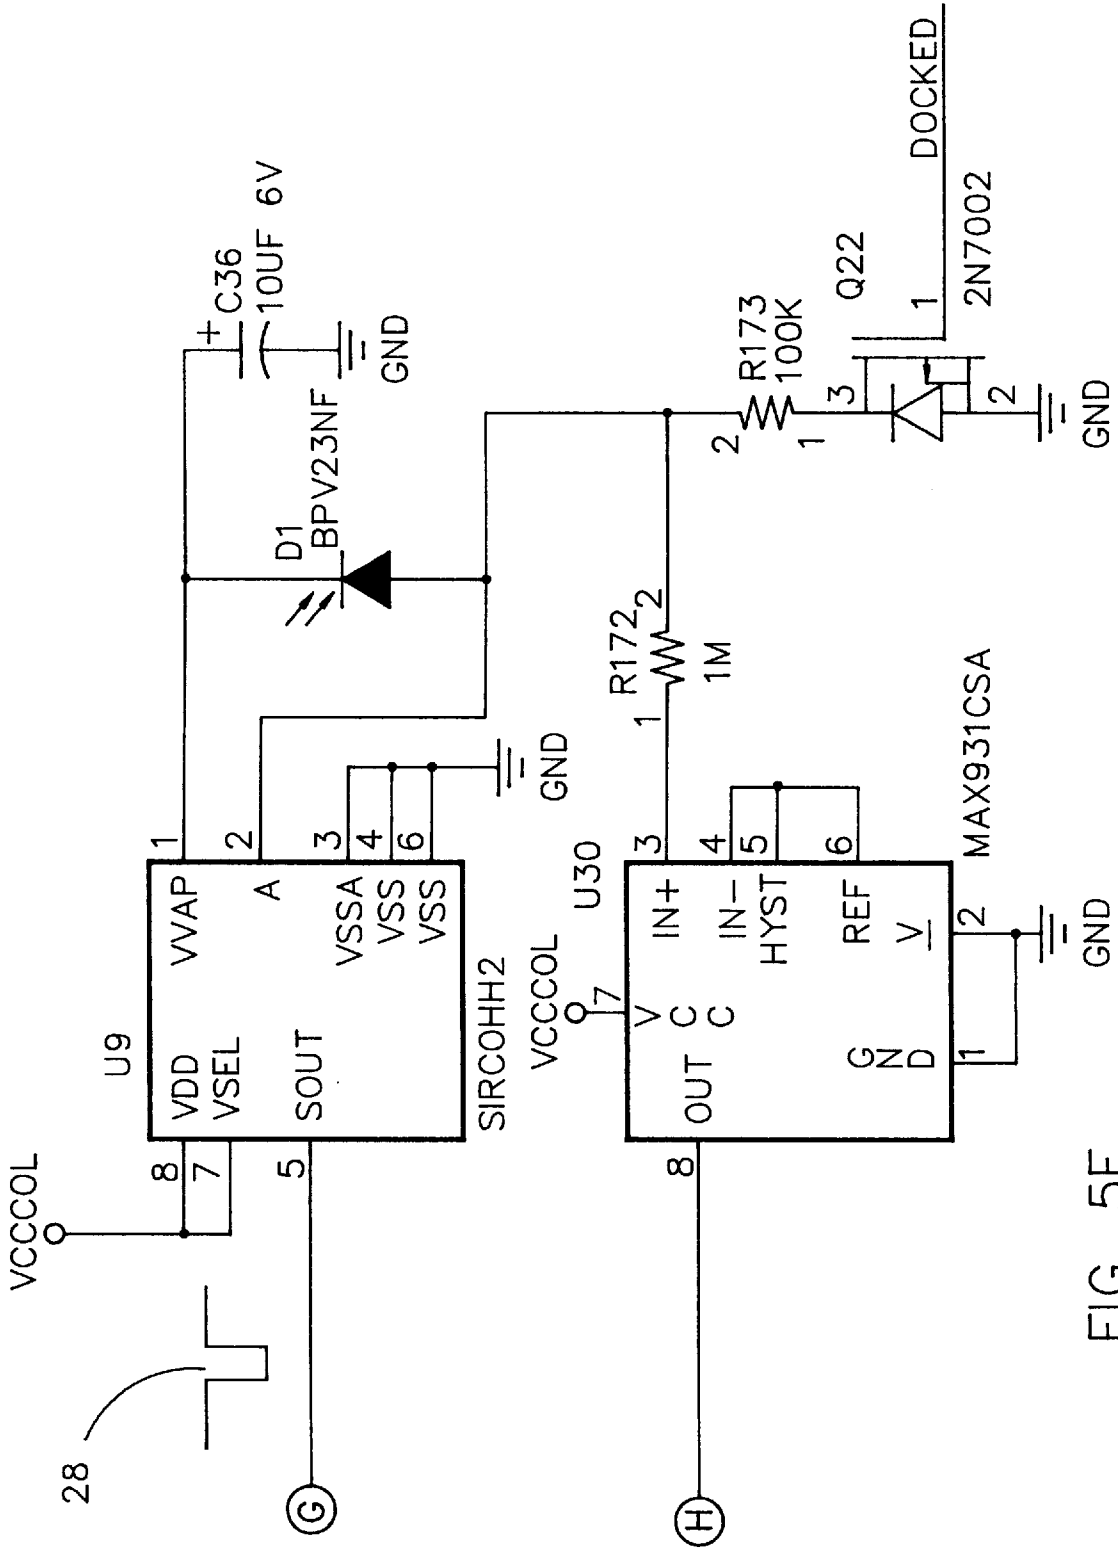 28
VCCCOL
8
7
5
U9
VDD
VSEL
SOUT
VVAP
A
VSSA
VSS
VSS
SIRCOHH2
1
2
3
4
6
GND
D1
BPV23NF
+
C36
10UF 6V
GND
G
H
8
VCCCOL
7
U30
OUT
V
C
C
G
N
D
IN+
IN-
HYST
REF
V
3
4
5
6
1
2
MAX931CSA
GND
1
R172
2
1M
2
R173
100K
1
3
Q22
1
2N7002
2
GND
DOCKED